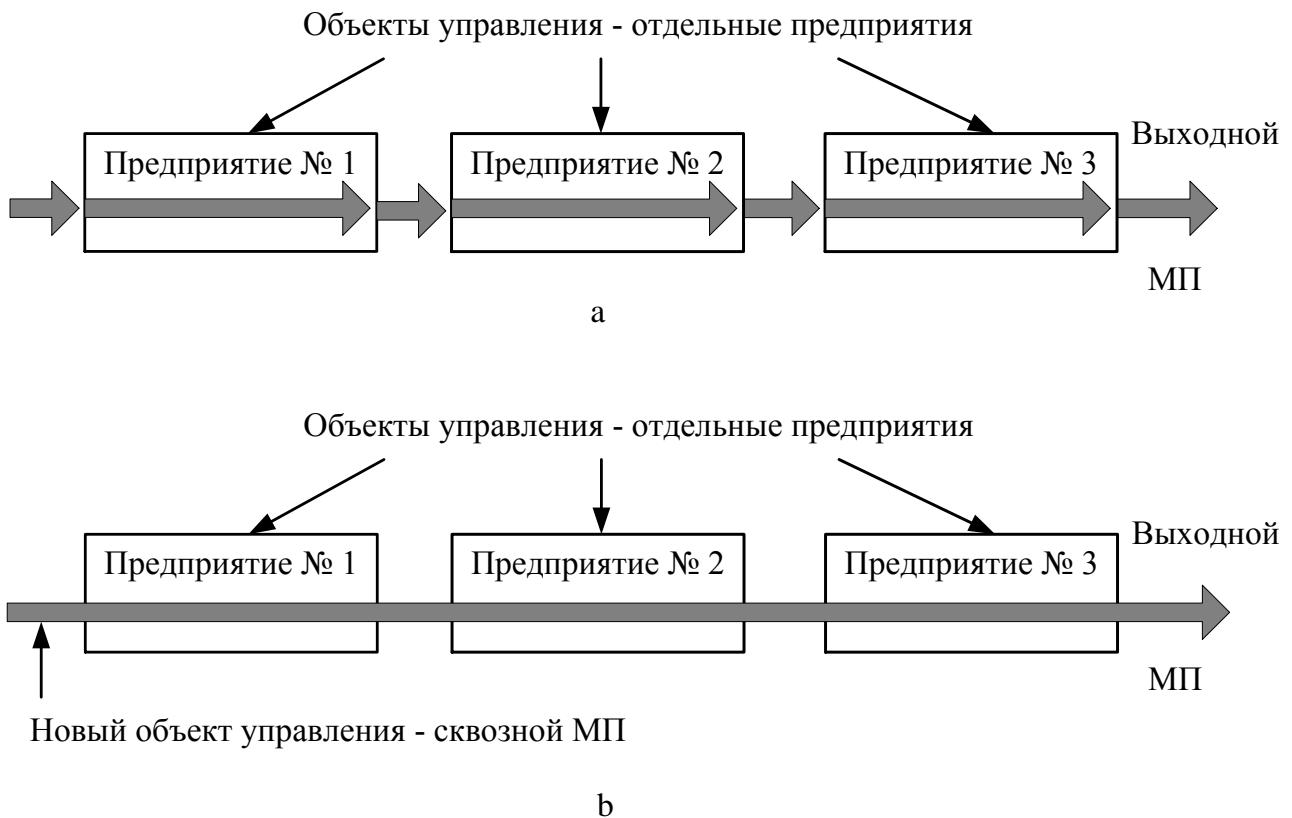 Объекты управления - отдельные предприятия
Предприятие № 1
Предприятие № 2
Предприятие № 3
Выходной
МП
a
Объекты управления - отдельные предприятия
Предприятие № 1
Предприятие № 2
Предприятие № 3
Выходной
МП
Новый объект управления - сквозной МП
b